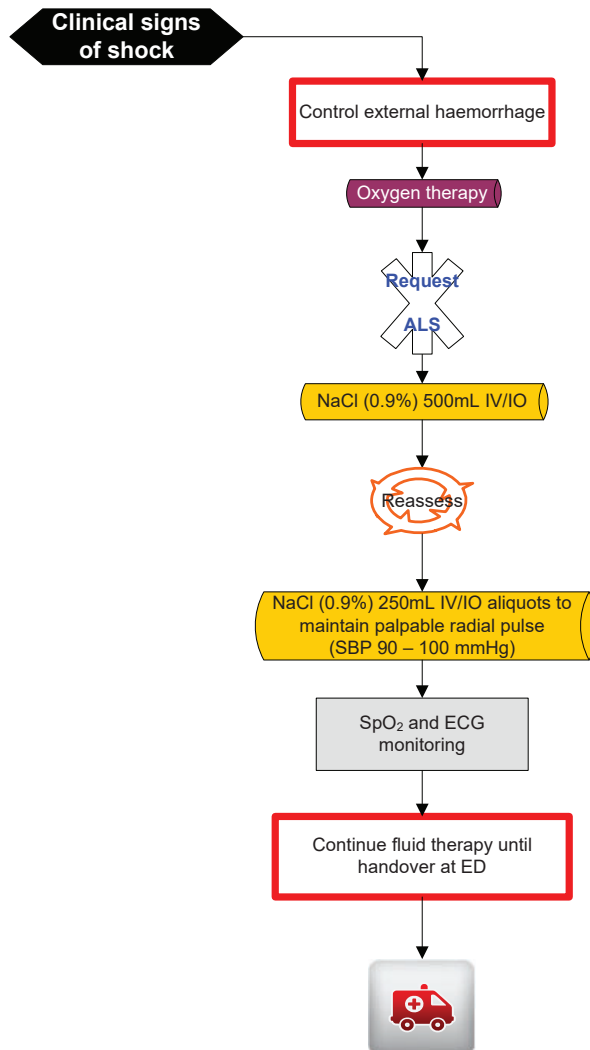 Clinical signs
of shock
Control external haemorrhage
Oxygen therapy
Request
ALS
NaCl (0.9%) 500mL IV/IO
Reassess
NaCl (0.9%) 250mL IV/IO aliquots to
maintain palpable radial pulse
(SBP 90 – 100 mmHg)
SpO₂ and ECG
monitoring
Continue fluid therapy until
handover at ED